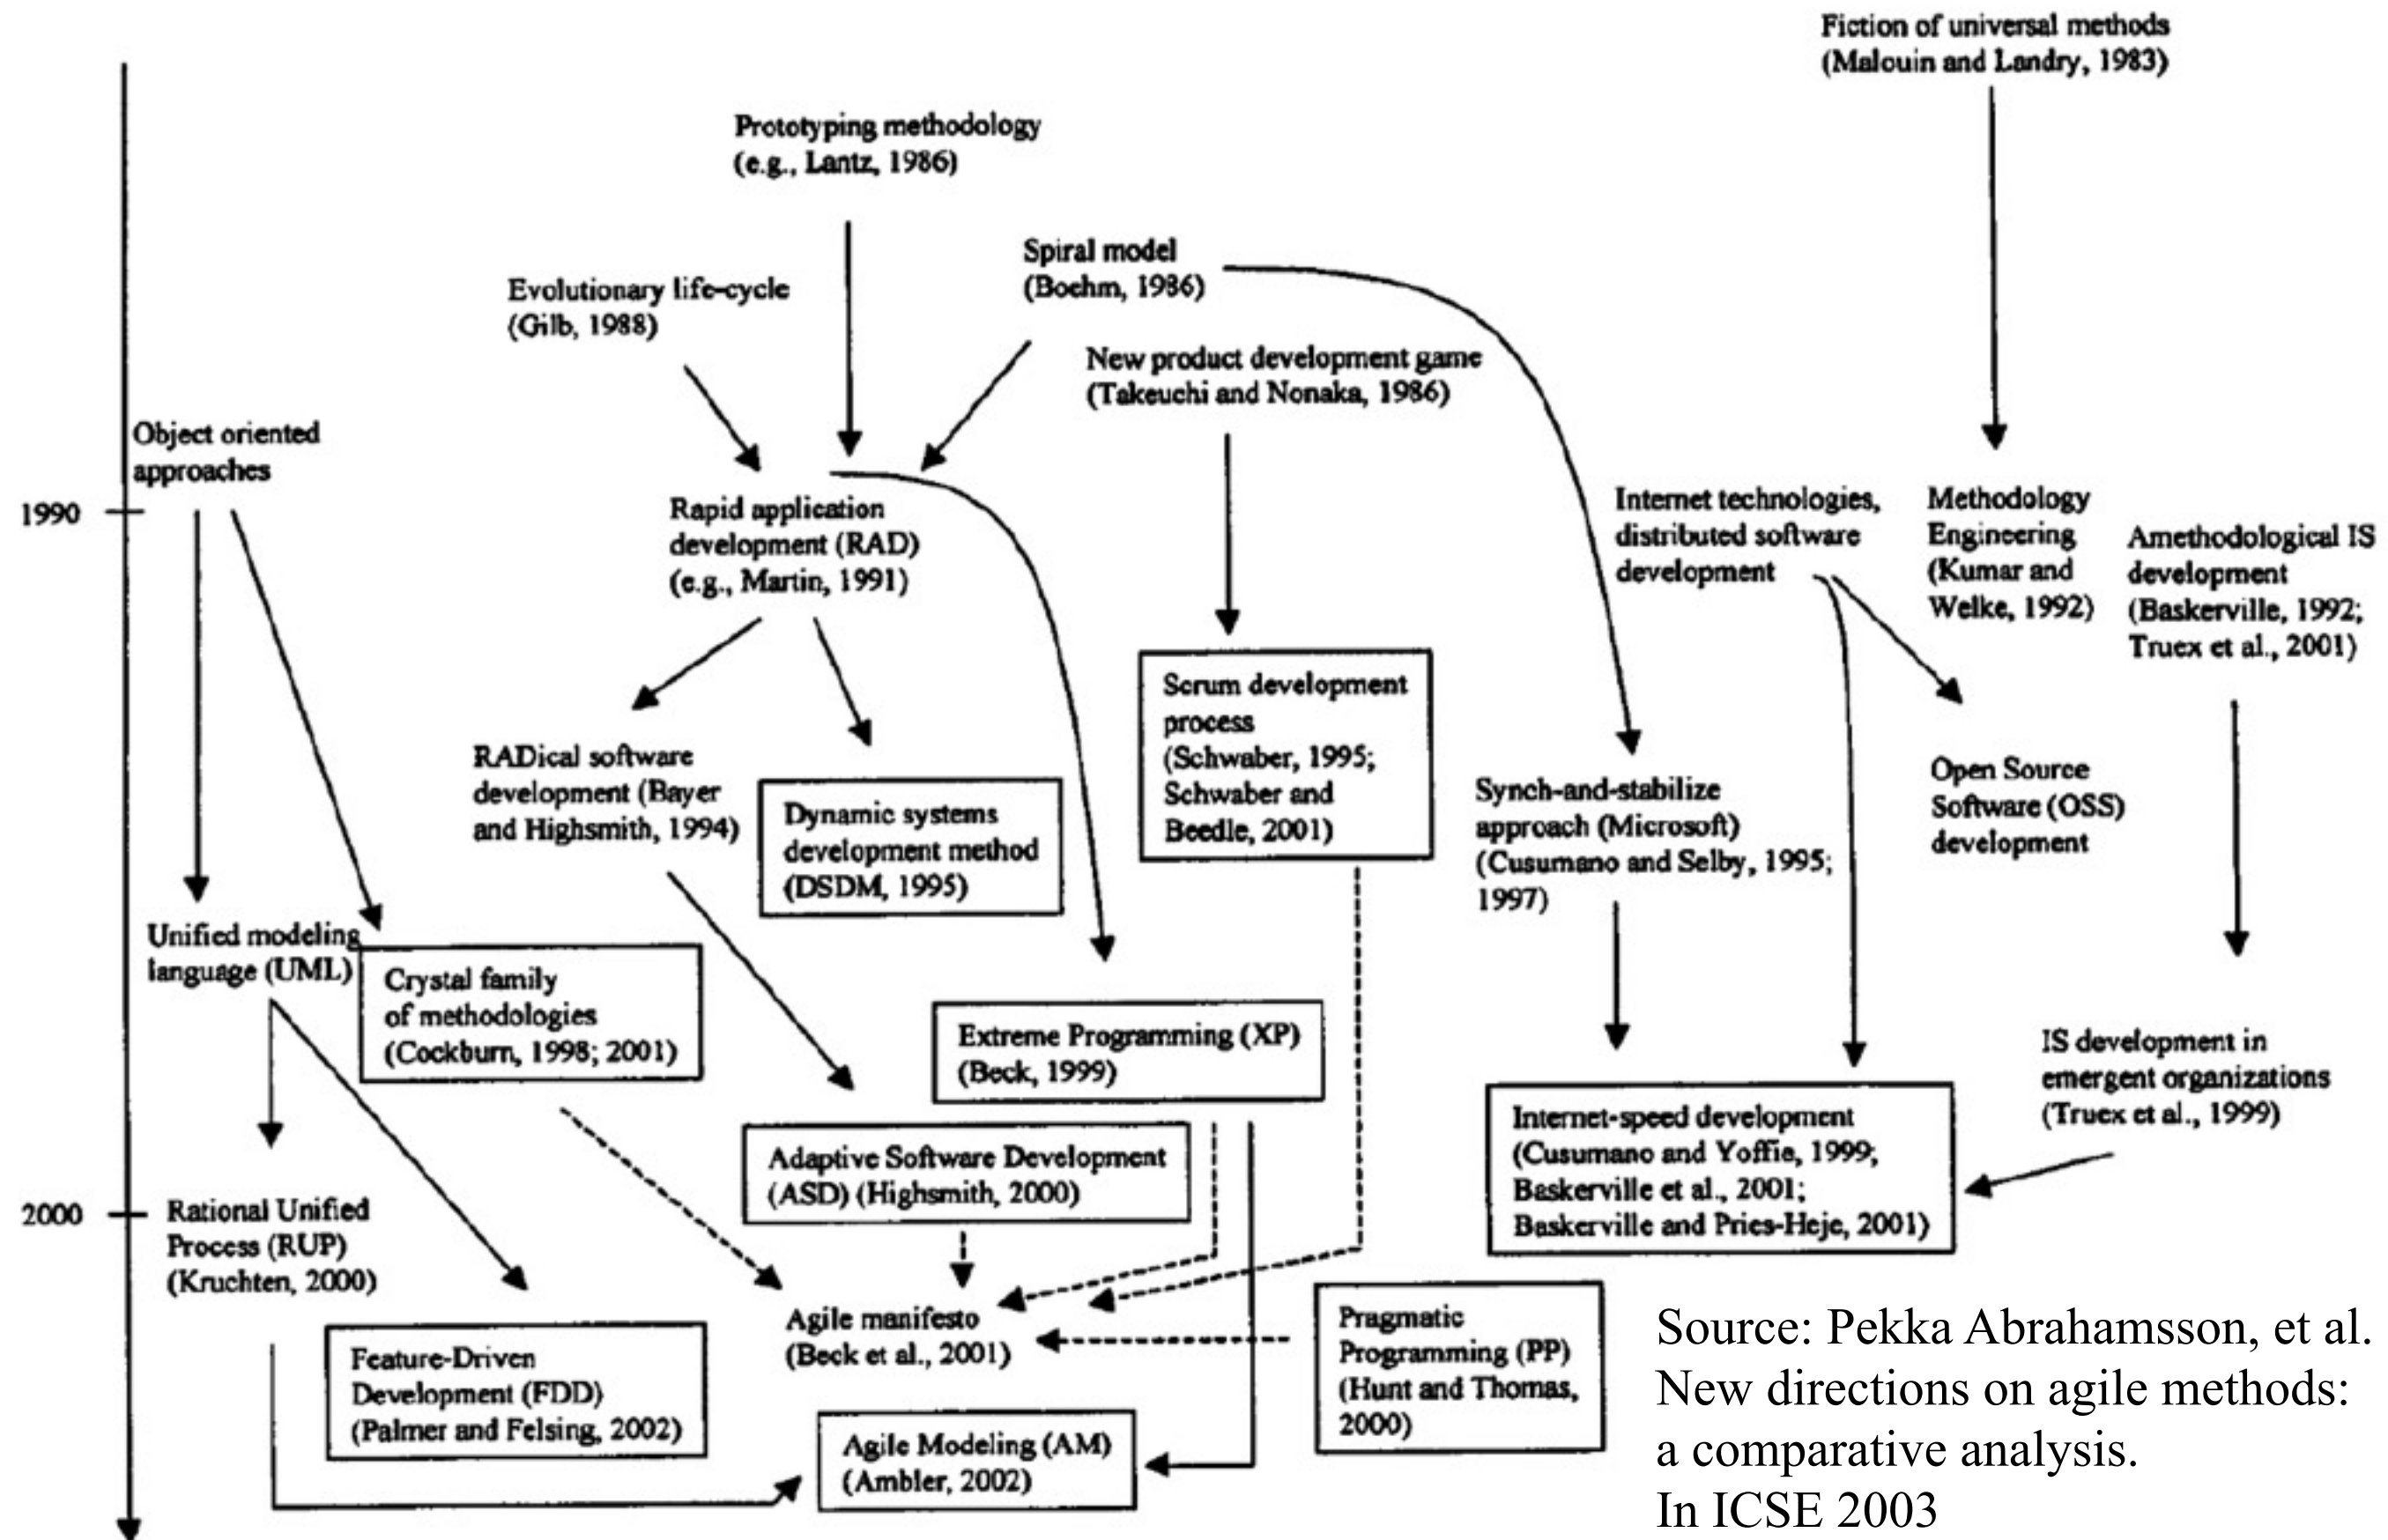 Fiction of universal methods
(Malouin and Landry, 1983)
Prototyping methodology
(e.g., Lantz, 1986)
Spiral model
(Boehm, 1986)
Evolutionary life-cycle
(Gilb, 1988)
New product development game
(Takeuchi and Nonaka, 1986)
Object oriented
approaches
1990
Rapid application
development (RAD)
(e.g., Martin, 1991)
Internet technologies,
distributed software
development
Methodology
Engineering
(Kumar and
Welke, 1992)
Amethodological IS
development
(Baskerville, 1992;
Truex et al., 2001)
Scrum development
process
(Schwaber, 1995;
Schwaber and
Beedle, 2001)
RADical software
development (Bayer
and Highsmith, 1994)
Dynamic systems
development method
(DSDM, 1995)
Synch-and-stabilize
approach (Microsoft)
(Cusumano and Selby, 1995;
1997)
Open Source
Software (OSS)
development
Unified modeling
language (UML)
Crystal family
of methodologies
(Cockburn, 1998; 2001)
Extreme Programming (XP)
(Beck, 1999)
IS development in
emergent organizations
(Truex et al., 1999)
Adaptive Software Development
(ASD) (Highsmith, 2000)
Internet-speed development
(Cusumano and Yoffie, 1999;
Baskerville et al., 2001;
Baskerville and Pries-Heje, 2001)
2000
Rational Unified
Process (RUP)
(Kruchten, 2000)
Agile manifesto
(Beck et al., 2001)
Pragmatic
Programming (PP)
(Hunt and Thomas,
2000)
Feature-Driven
Development (FDD)
(Palmer and Felsing, 2002)
Agile Modeling (AM)
(Ambler, 2002)
Source: Pekka Abrahamsson, et al.
New directions on agile methods:
a comparative analysis.
In ICSE 2003